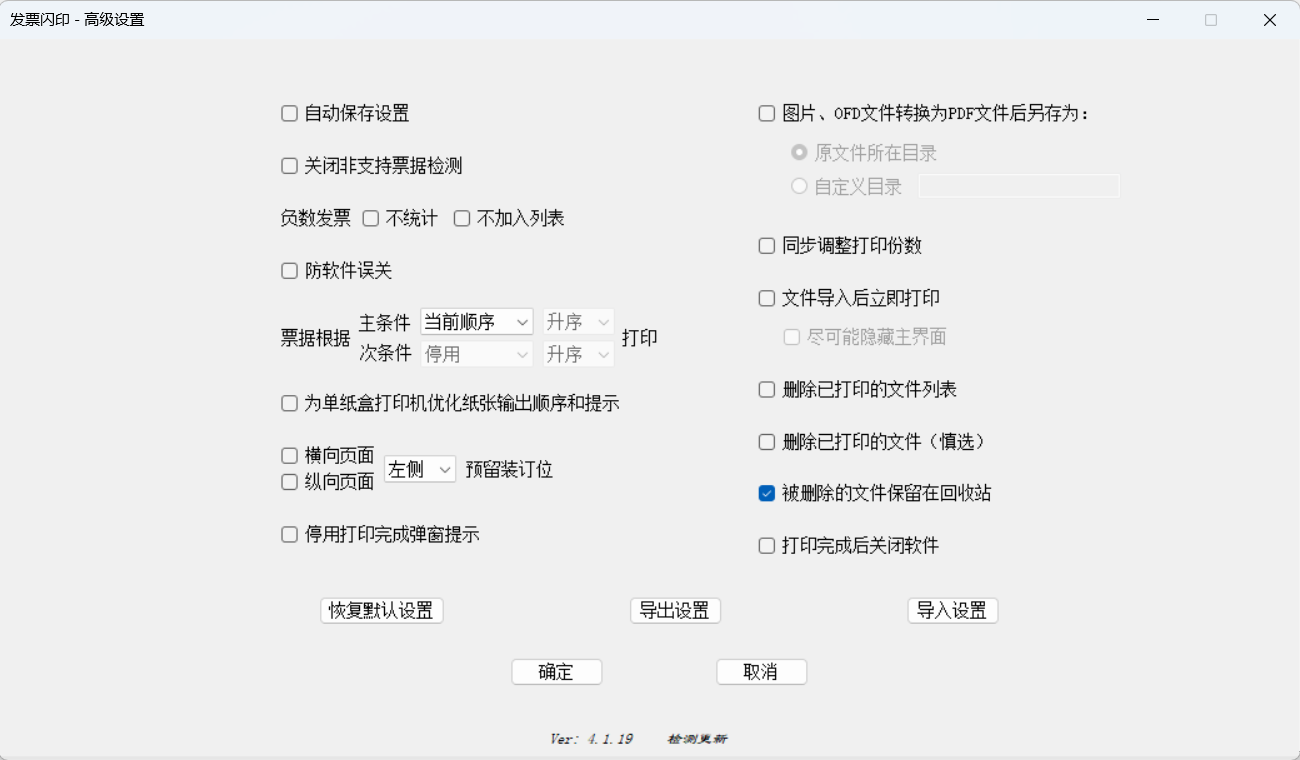 发票闪印 - 高级设置
自动保存设置
关闭非支持票据检测
负数发票 不统计 不加入列表
防软件误关
票据根据 主条件 当前顺序 升序 打印
次条件 停用 升序
为单纸盒打印机优化纸张输出顺序和提示
横向页面
纵向页面
左侧 预留装订位
停用打印完成弹窗提示
图片、OFD文件转换为PDF文件后另存为:
原文件所在目录
自定义目录
同步调整打印份数
文件导入后立即打印
尽可能隐藏主界面
删除已打印的文件列表
删除已打印的文件（慎选）
被删除的文件保留在回收站
打印完成后关闭软件
恢复默认设置 导出设置 导入设置
确定 取消
Ver: 4.1.19 检测更新